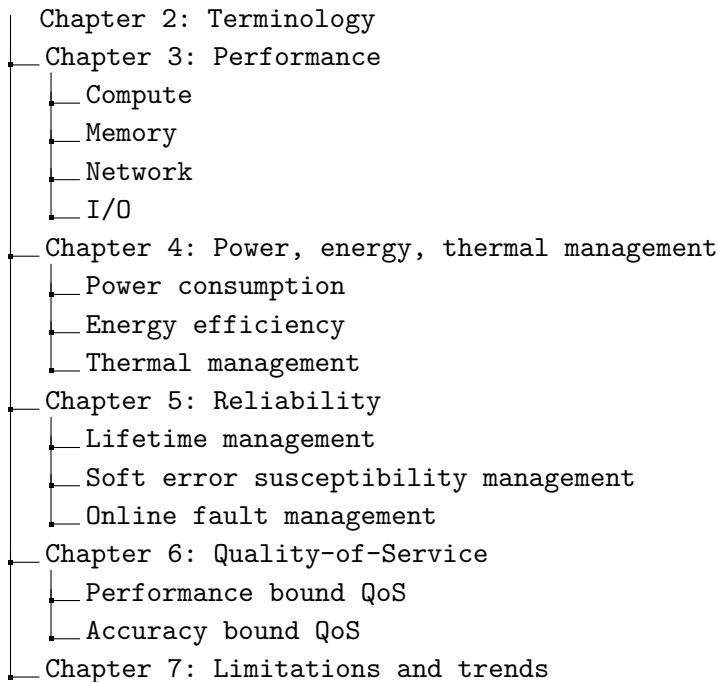 Chapter 2: Terminology
Chapter 3: Performance
Compute
Memory
Network
I/O
Chapter 4: Power, energy, thermal management
Power consumption
Energy efficiency
Thermal management
Chapter 5: Reliability
Lifetime management
Soft error susceptibility management
Online fault management
Chapter 6: Quality-of-Service
Performance bound QoS
Accuracy bound QoS
Chapter 7: Limitations and trends